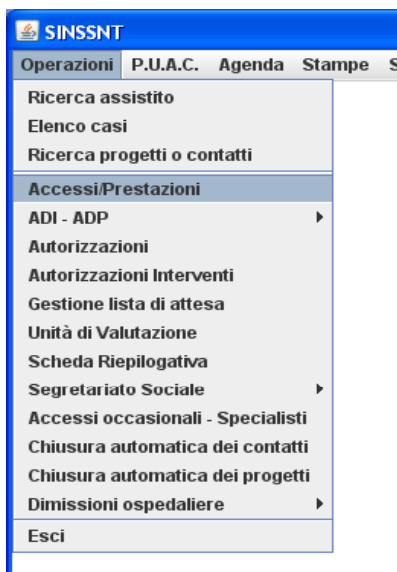 SINSSNT
Operazioni P.U.A.C. Agenda Stampe S
Ricerca assistito
Elenco casi
Ricerca progetti o contatti
Accessi/Prestazioni
ADI - ADP
Autorizzazioni
Autorizzazioni Interventi
Gestione lista di attesa
Unità di Valutazione
Scheda Riepilogativa
Segretariato Sociale
Accessi occasionali - Specialisti
Chiusura automatica dei contatti
Chiusura automatica dei progetti
Dimissioni ospedaliere
Esci